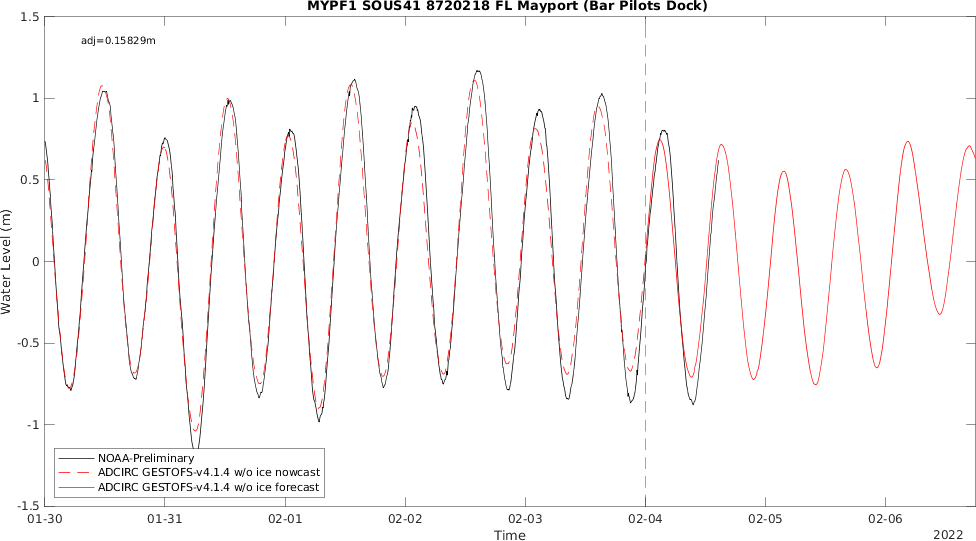 MYPF1 SOUS41 8720218 FL Mayport (Bar Pilots Dock)
adj=0.15829m
1.5
1
0.5
0
-0.5
-1
-1.5
Water Level (m)
NOAA-Preliminary
ADCIRC GESTOFS-v4.1.4 w/o ice nowcast
ADCIRC GESTOFS-v4.1.4 w/o ice forecast
01-30 01-31 02-01 02-02 02-03 02-04 02-05 02-06
Time
2022